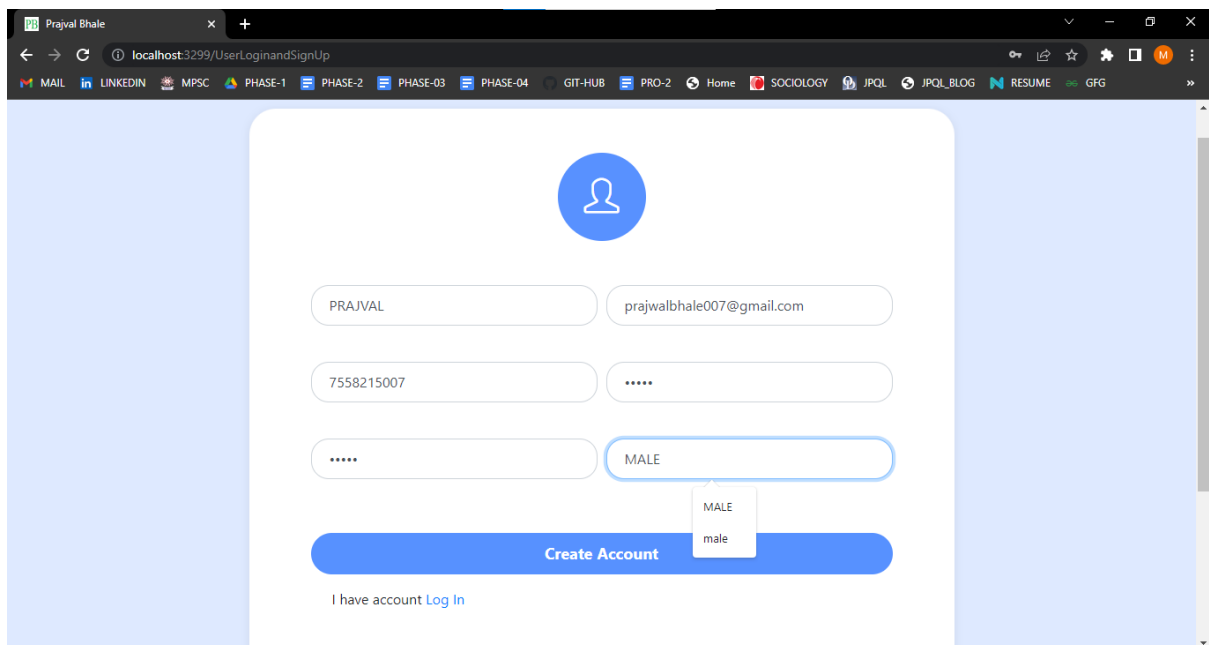 PB Prajval Bhale
localhost:3299/UserLoginandSignUp
M
MAIL in LINKEDIN MPSC PHASE-1 PHASE-2 PHASE-03 PHASE-04 GIT-HUB PRO-2 Home SOCIOLOGY JPQL JPQL_BLOG RESUME GFG »
PRAJVAL prajwalbhale007@gmail.com
7558215007 •••••
••••• MALE
MALE
male
Create Account
I have account Log In